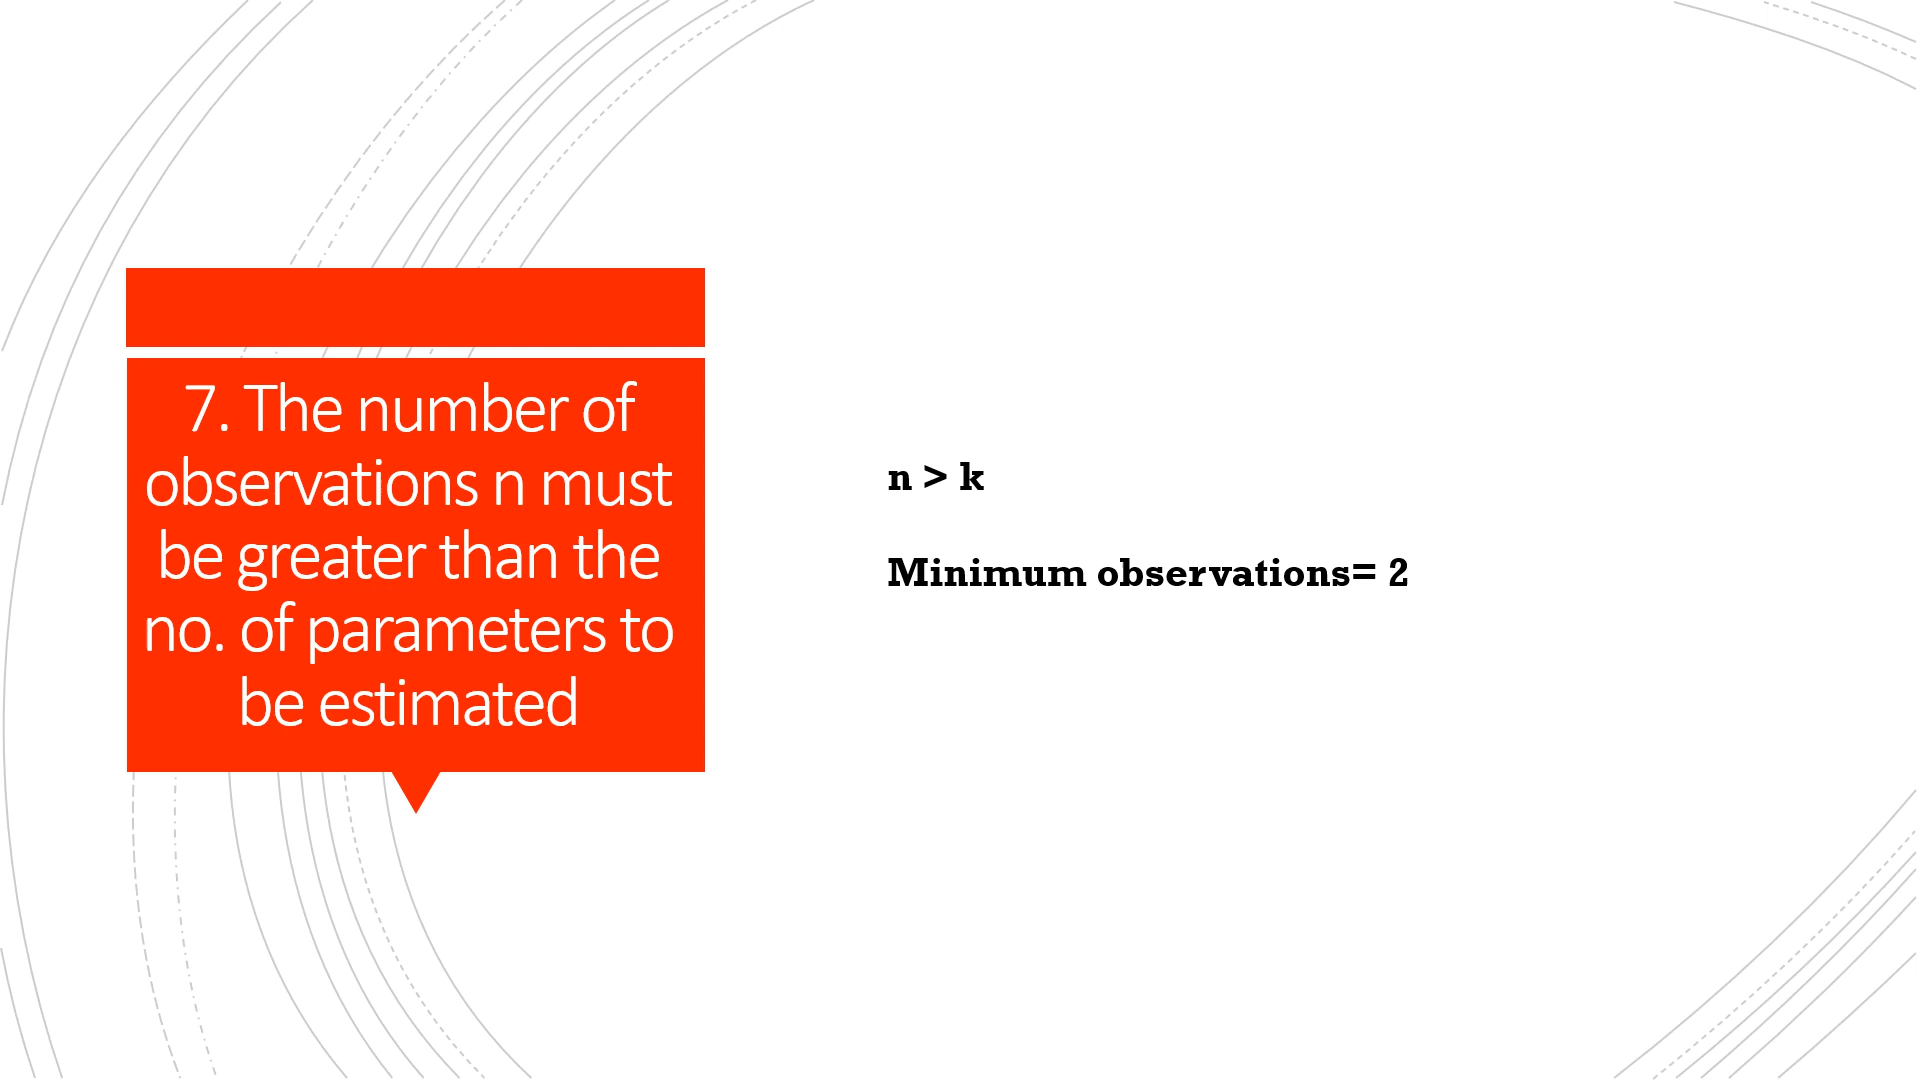 7. The number of
observations n must
be greater than the
no. of parameters to
be estimated
n > k
Minimum observations= 2